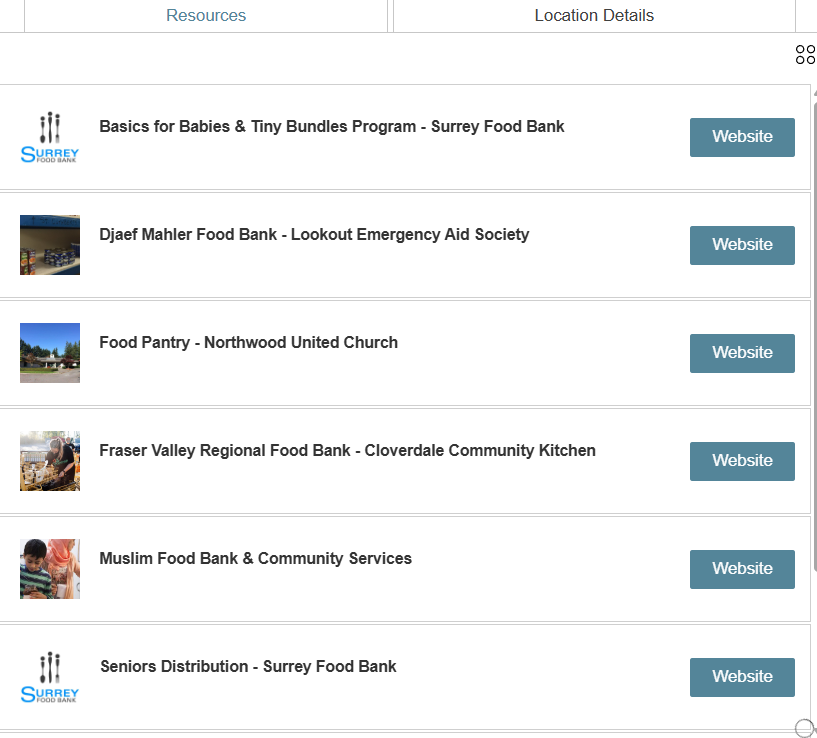 Resources
Location Details
Basics for Babies & Tiny Bundles Program - Surrey Food Bank
Website
SURREY
FOOD BANK
Djaef Mahler Food Bank - Lookout Emergency Aid Society
Website
Food Pantry - Northwood United Church
Website
Fraser Valley Regional Food Bank - Cloverdale Community Kitchen
Website
Muslim Food Bank & Community Services
Website
Seniors Distribution - Surrey Food Bank
Website
SURREY
FOOD BANK